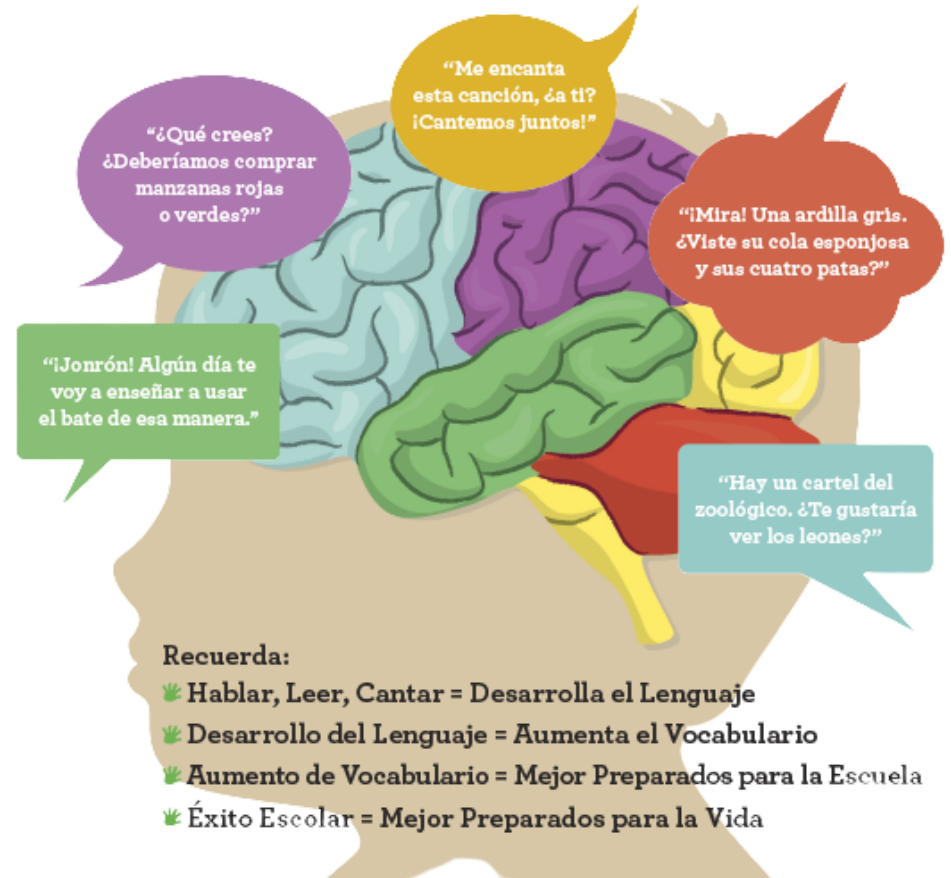 “Me encanta
esta canción, ¿a ti?
¡Cantemos juntos!”
“¿Qué crees?
¿Deberíamos comprar
manzanas rojas
o verdes?”
“¡Mira! Una ardilla gris.
¿Viste su cola esponjosa
y sus cuatro patas?”
“¡Jonrón! Algún día te
voy a enseñar a usar
el bate de esa manera.”
“Hay un cartel del
zoológico. ¿Te gustaría
ver los leones?”
Recuerda:
Hablar, Leer, Cantar = Desarrolla el Lenguaje
Desarrollo del Lenguaje = Aumenta el Vocabulario
Aumento de Vocabulario = Mejor Preparados para la Escuela
Éxito Escolar = Mejor Preparados para la Vida